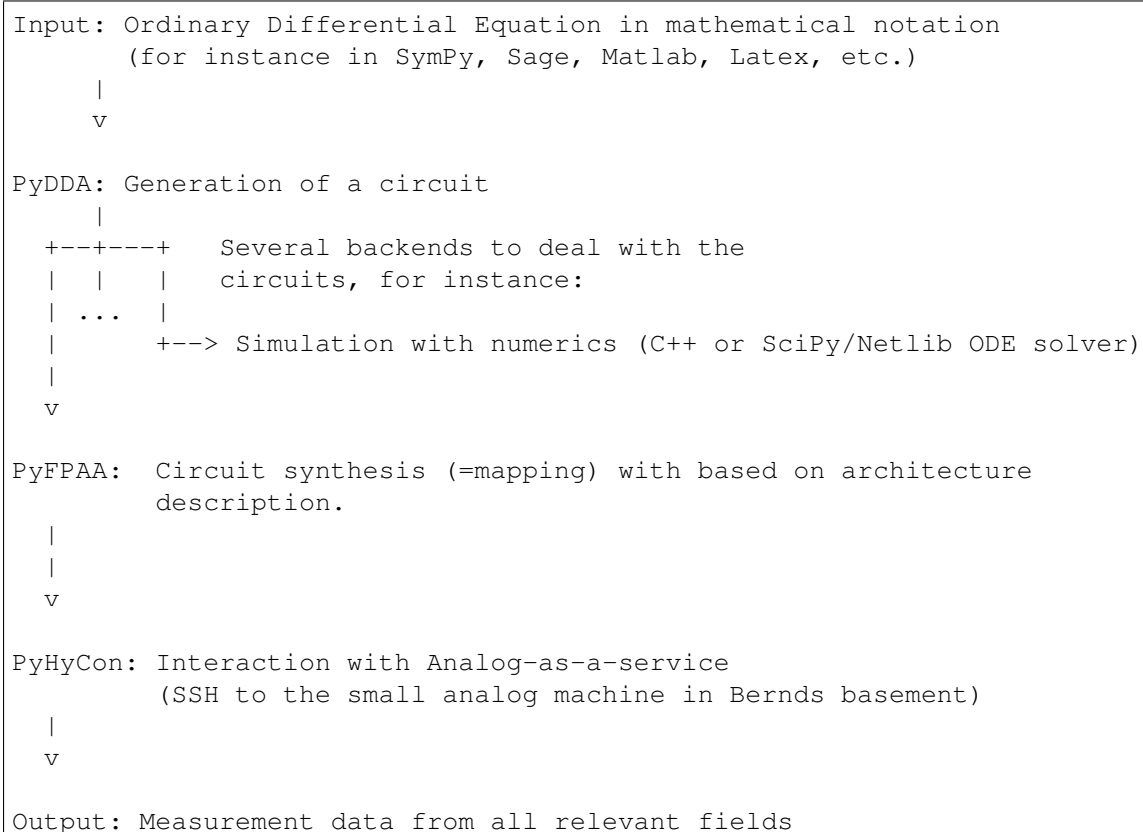 Input: Ordinary Differential Equation in mathematical notation
(for instance in SymPy, Sage, Matlab, Latex, etc.)
|
v
PyDDA: Generation of a circuit
|
+--+---+   Several backends to deal with the
|  |   |   circuits, for instance:
| ...  |
|      +--> Simulation with numerics (C++ or SciPy/Netlib ODE solver)
|
v
PyFPAA:  Circuit synthesis (=mapping) with based on architecture
description.
|
|
v
PyHyCon: Interaction with Analog-as-a-service
(SSH to the small analog machine in Bernds basement)
|
v
Output: Measurement data from all relevant fields